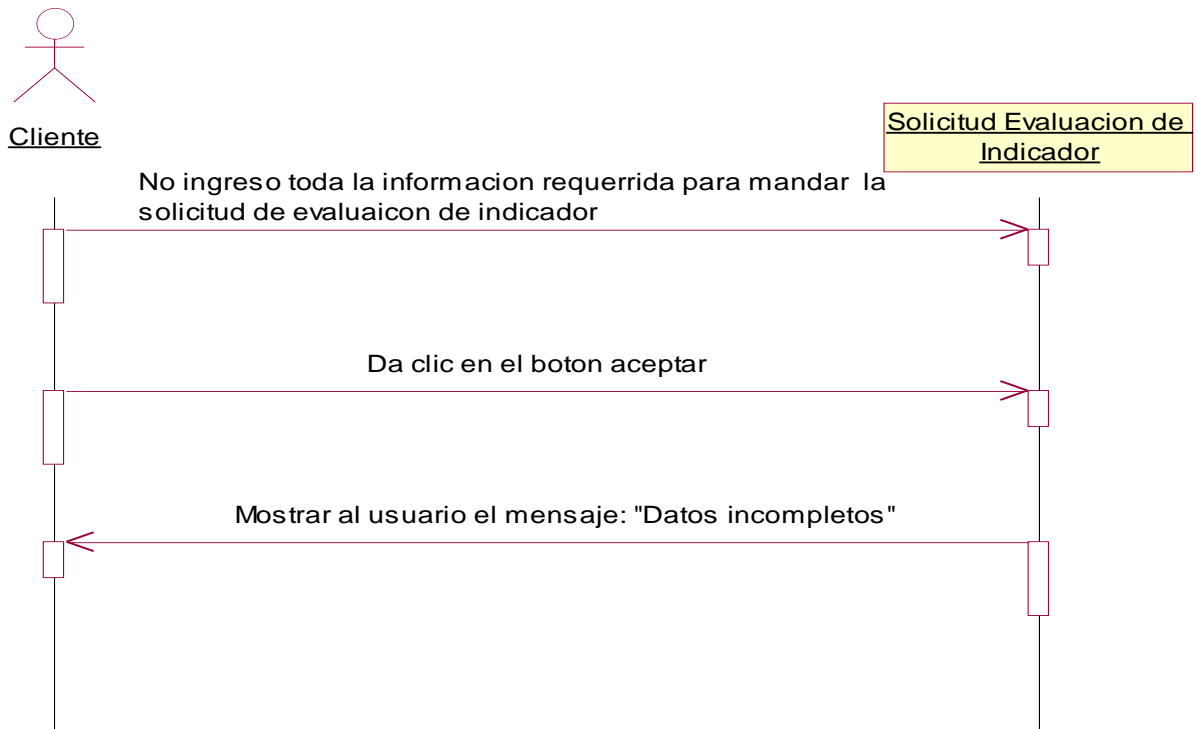 Cliente
Solicitud Evaluacion de
Indicador
No ingreso toda la informacion requerrida para mandar la
solicitud de evaluaicon de indicador
Da clic en el boton aceptar
Mostrar al usuario el mensaje: "Datos incompletos"